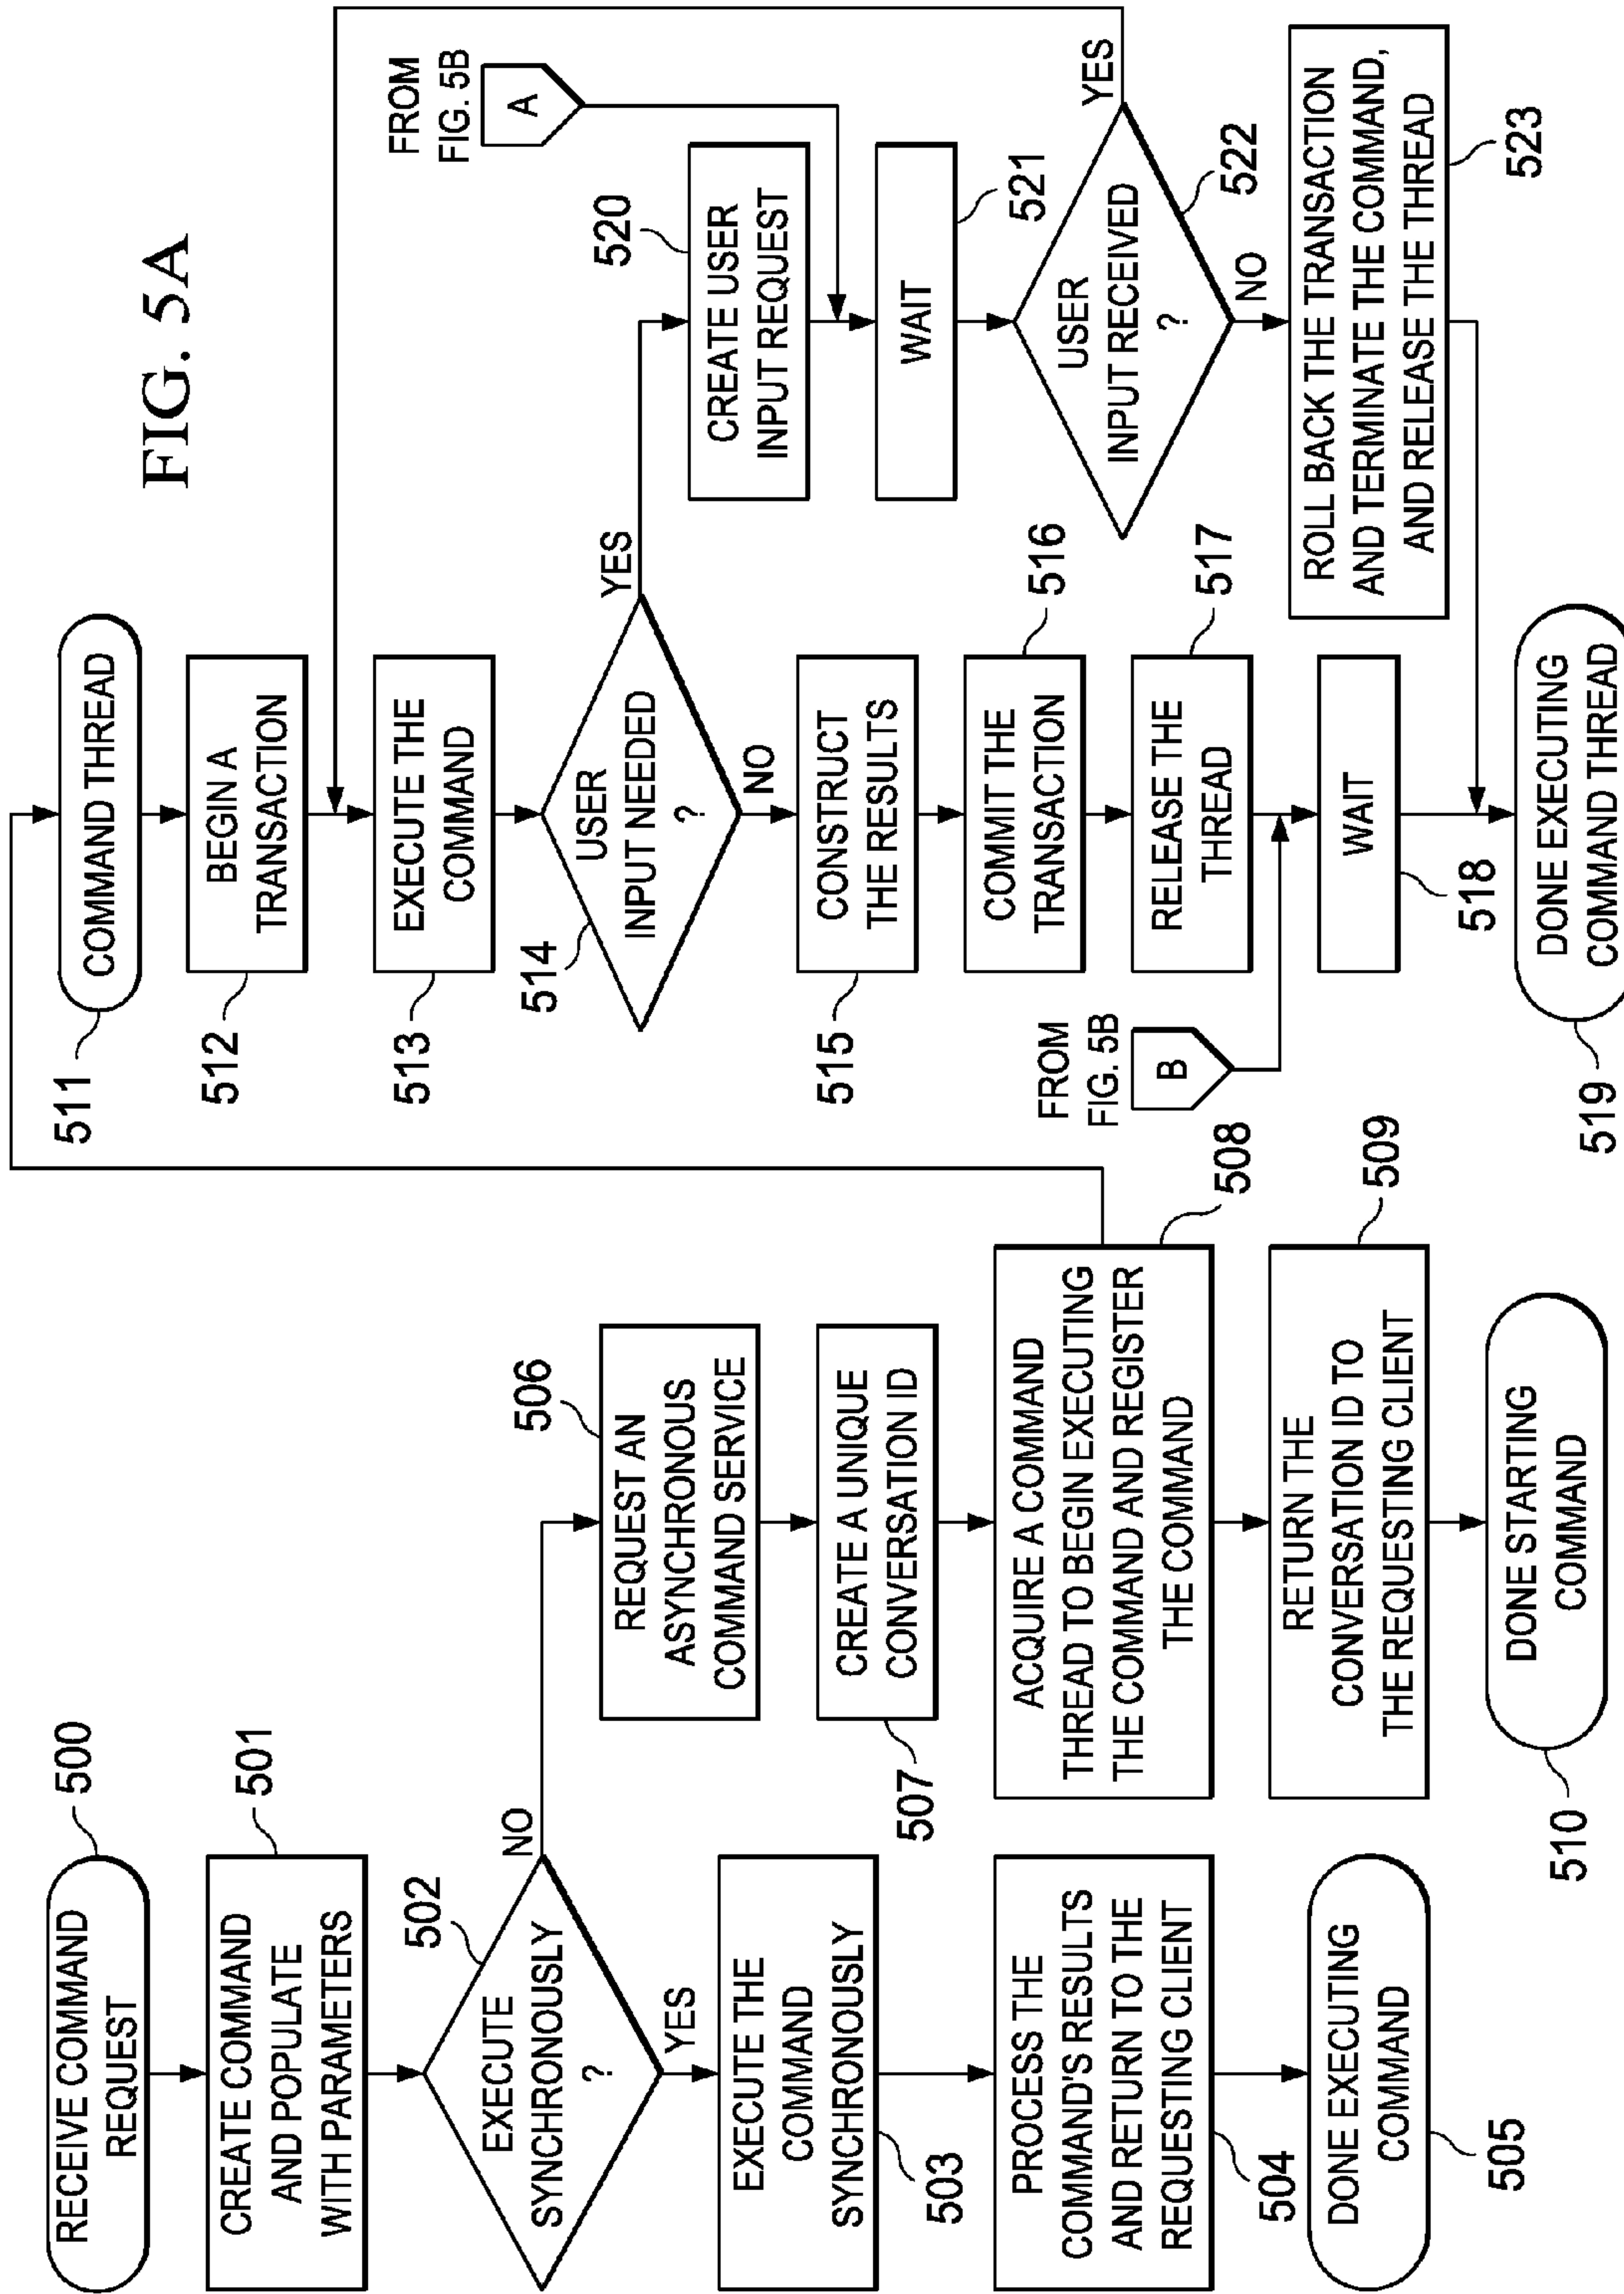 FIG. 5A
RECEIVE COMMAND
REQUEST
500
CREATE COMMAND
AND POPULATE
WITH PARAMETERS
501
EXECUTE
SYNCHRONOUSLY
?
502
NO
YES
EXECUTE THE
COMMAND
SYNCHRONOUSLY
503
PROCESS THE
COMMAND'S RESULTS
AND RETURN TO THE
REQUESTING CLIENT
504
DONE EXECUTING
COMMAND
505
506
REQUEST AN
ASYNCHRONOUS
COMMAND SERVICE
CREATE A UNIQUE
CONVERSATION ID
507
ACQUIRE A COMMAND
THREAD TO BEGIN EXECUTING
THE COMMAND AND REGISTER
THE COMMAND
508
RETURN THE
CONVERSATION ID TO
THE REQUESTING CLIENT
509
DONE STARTING
COMMAND
510
511
COMMAND THREAD
512
BEGIN A
TRANSACTION
513
EXECUTE THE
COMMAND
514
USER
INPUT NEEDED
?
YES
NO
515
CONSTRUCT
THE RESULTS
COMMIT THE
TRANSACTION
516
RELEASE THE
THREAD
517
FROM
FIG. 5B
B
WAIT
518
DONE EXECUTING
COMMAND THREAD
519
FROM
FIG. 5B
A
520
CREATE USER
INPUT REQUEST
WAIT
521
USER
INPUT RECEIVED
?
YES
522
NO
ROLL BACK THE TRANSACTION
AND TERMINATE THE COMMAND,
AND RELEASE THE THREAD
523